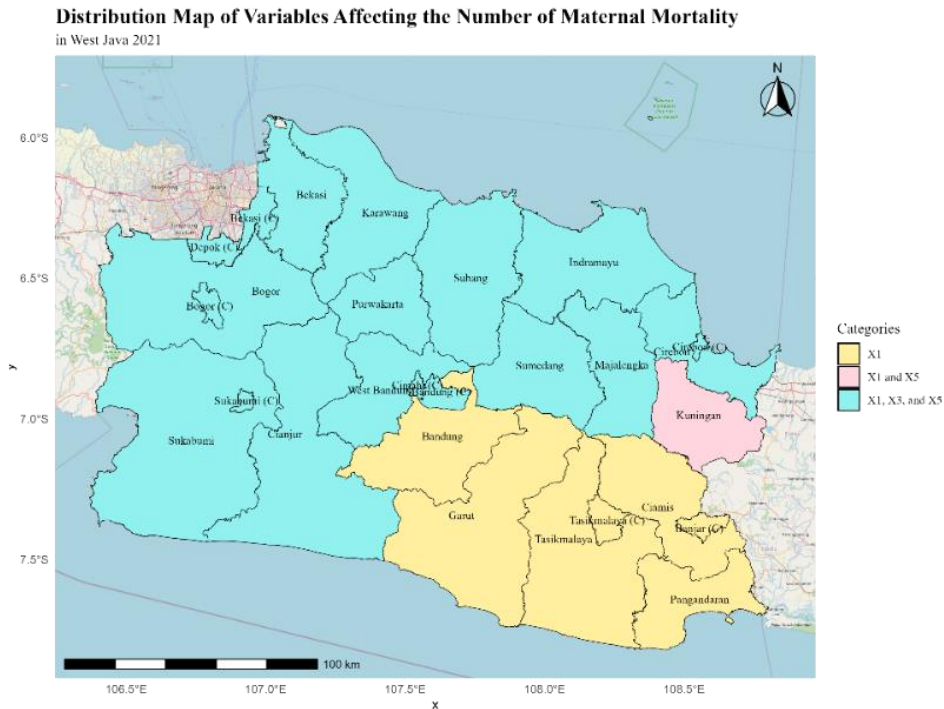 Distribution Map of Variables Affecting the Number of Maternal Mortality
in West Java 2021
N
6.0°S
6.5°S
7.0°S
7.5°S
y
Bekasi
Bekasi (C)
Karawang
Depok (C)
Bogor
Bogor (C)
Purwakarta
Subang
Indramayu
Cirebon (C)
Cirebon
Sumedang
Majalengka
West Bandung
Cimahi (C)
Bandung (C)
Sukabumi (C)
Sukabumi
Cianjur
Kuningan
Bandung
Garut
Ciamis
Tasikmalaya (C)
Tasikmalaya
Banjar (C)
Pangandaran
Categories
X1
X1 and X5
X1, X3, and X5
100 km
106.5°E
107.0°E
107.5°E
108.0°E
108.5°E
x